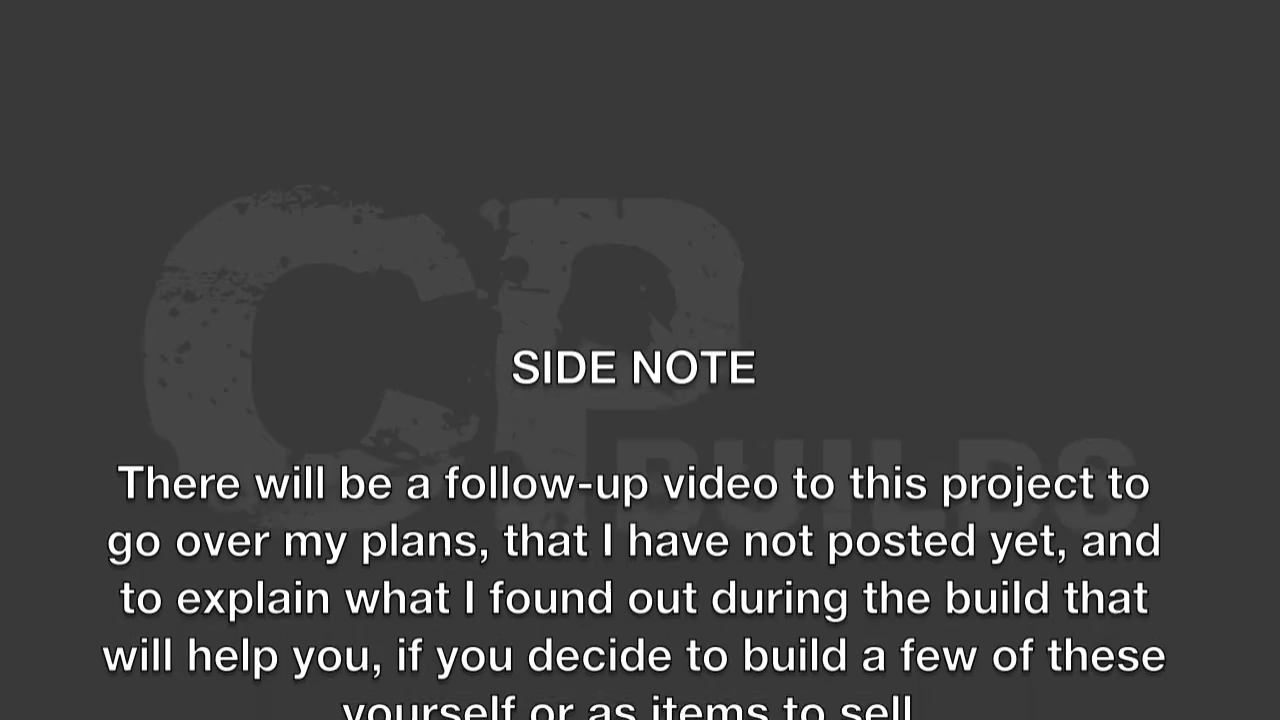 CP BUILDS
SIDE NOTE
There will be a follow-up video to this project to
go over my plans, that I have not posted yet, and
to explain what I found out during the build that
will help you, if you decide to build a few of these
yourself or as items to sell